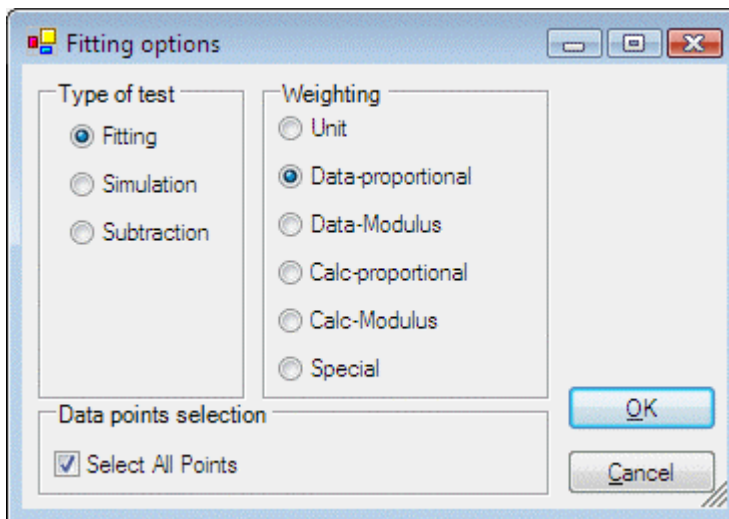 Fitting options
Type of test
Fitting
Simulation
Subtraction
Weighting
Unit
Data-proportional
Data-Modulus
Calc-proportional
Calc-Modulus
Special
Data points selection
Select All Points
OK
Cancel